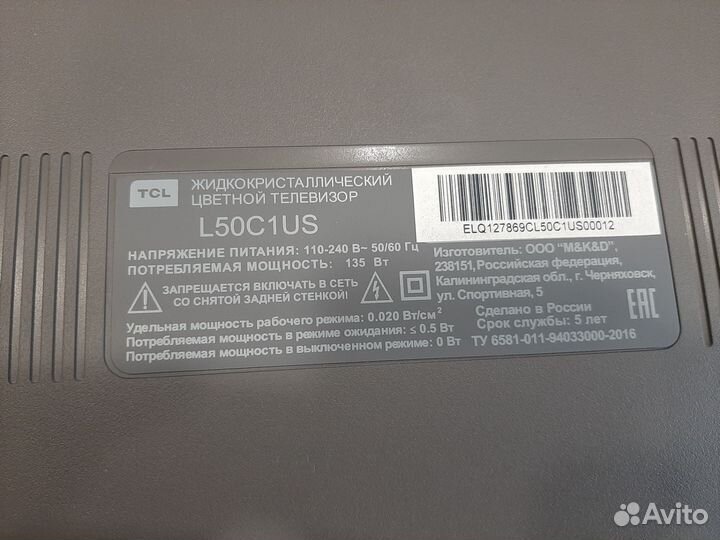 TCL
ЖИДКОКРИСТАЛЛИЧЕСКИЙ
ЦВЕТНОЙ ТЕЛЕВИЗОР
L50C1US
НАПРЯЖЕНИЕ ПИТАНИЯ: 110-240 В~ 50/60 Гц
ПОТРЕБЛЯЕМАЯ МОЩНОСТЬ: 135 Вт
ЗАПРЕЩАЕТСЯ ВКЛЮЧАТЬ В СЕТЬ
СО СНЯТОЙ ЗАДНЕЙ СТЕНКОЙ!
Удельная мощность рабочего режима: 0.020 Вт/см²
Потребляемая мощность в режиме ожидания: ≤ 0.5 Вт
Потребляемая мощность в выключенном режиме: 0 Вт
ELQ127869CL50C1US00012
Изготовитель: ООО "M&K&D",
238151,Российская федерация,
Калининградская обл., г. Черняховск,
ул. Спортивная, 5
Сделано в России
Срок службы: 5 лет
ТУ 6581-011-94033000-2016
EAC
Avito